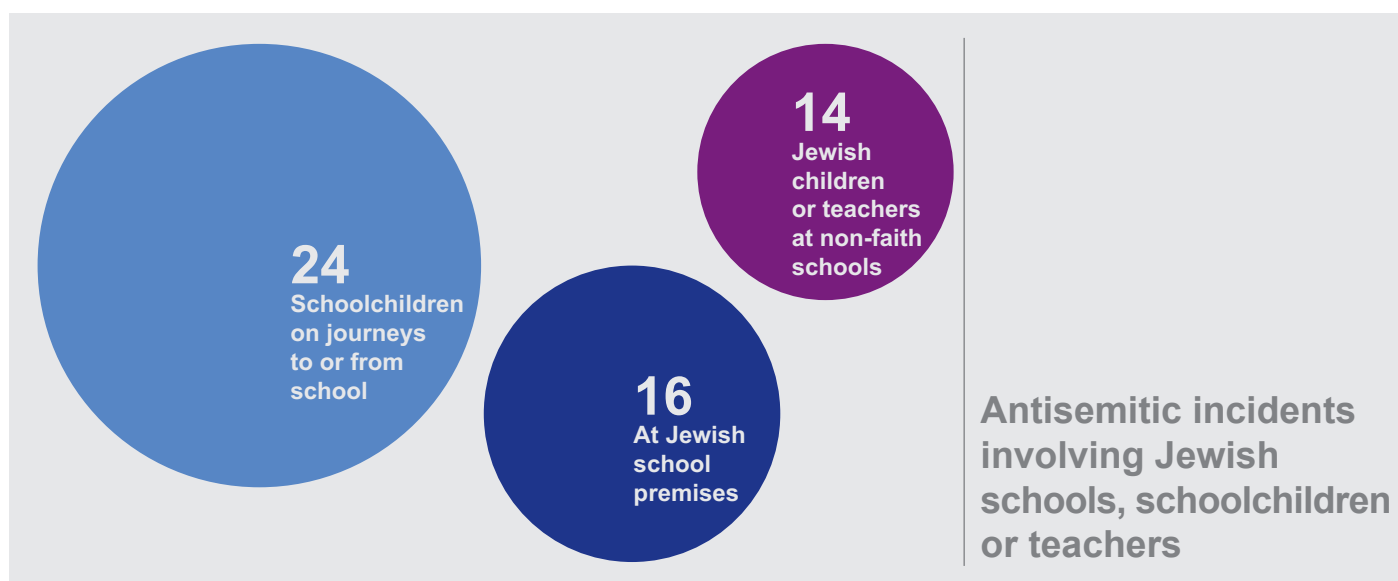 24
Schoolchildren
on journeys
to or from
school
16
At Jewish
school
premises
14
Jewish
children
or teachers
at non-faith
schools
Antisemitic incidents
involving Jewish
schools, schoolchildren
or teachers